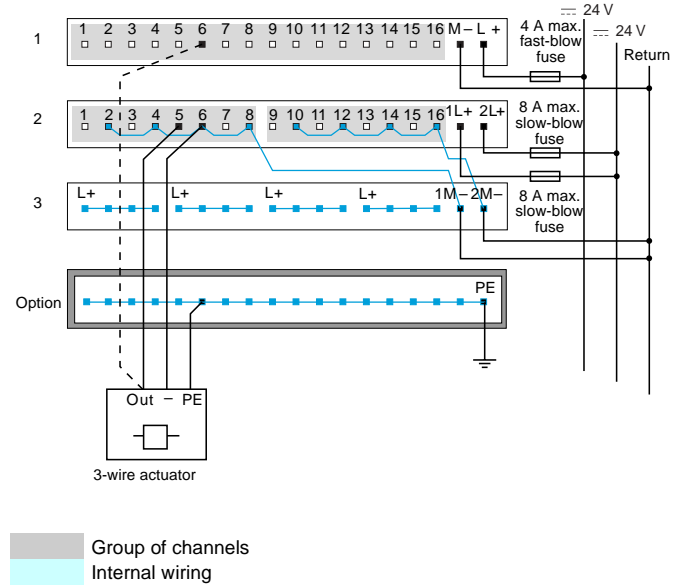 ⎓ 24 V
1
1 2 3 4 5 6 7 8 9 10 11 12 13 14 15 16 M – L +
4 A max.
fast-blow
fuse
⎓ 24 V
Return
2
1 2 3 4 5 6 7 8 9 10 11 12 13 14 15 16 1L+ 2L+
8 A max.
slow-blow
fuse
3
L+ L+ L+ L+ 1M– 2M–
8 A max.
slow-blow
fuse
Option
PE
Out – PE
3-wire actuator
Group of channels
Internal wiring